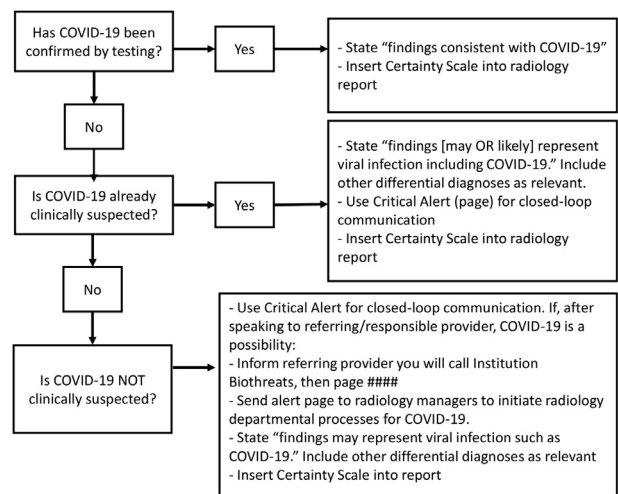 Has COVID-19 been
confirmed by testing?
Yes
- State “findings consistent with COVID-19”
- Insert Certainty Scale into radiology
report
No
Is COVID-19 already
clinically suspected?
Yes
- State “findings [may OR likely] represent
viral infection including COVID-19.” Include
other differential diagnoses as relevant.
- Use Critical Alert (page) for closed-loop
communication
- Insert Certainty Scale into radiology
report
No
Is COVID-19 NOT
clinically suspected?
- Use Critical Alert for closed-loop communication. If, after
speaking to referring/responsible provider, COVID-19 is a
possibility:
- Inform referring provider you will call Institution
Biothreats, then page ####
- Send alert page to radiology managers to initiate radiology
departmental processes for COVID-19.
- State “findings may represent viral infection such as
COVID-19.” Include other differential diagnoses as relevant
- Insert Certainty Scale into report